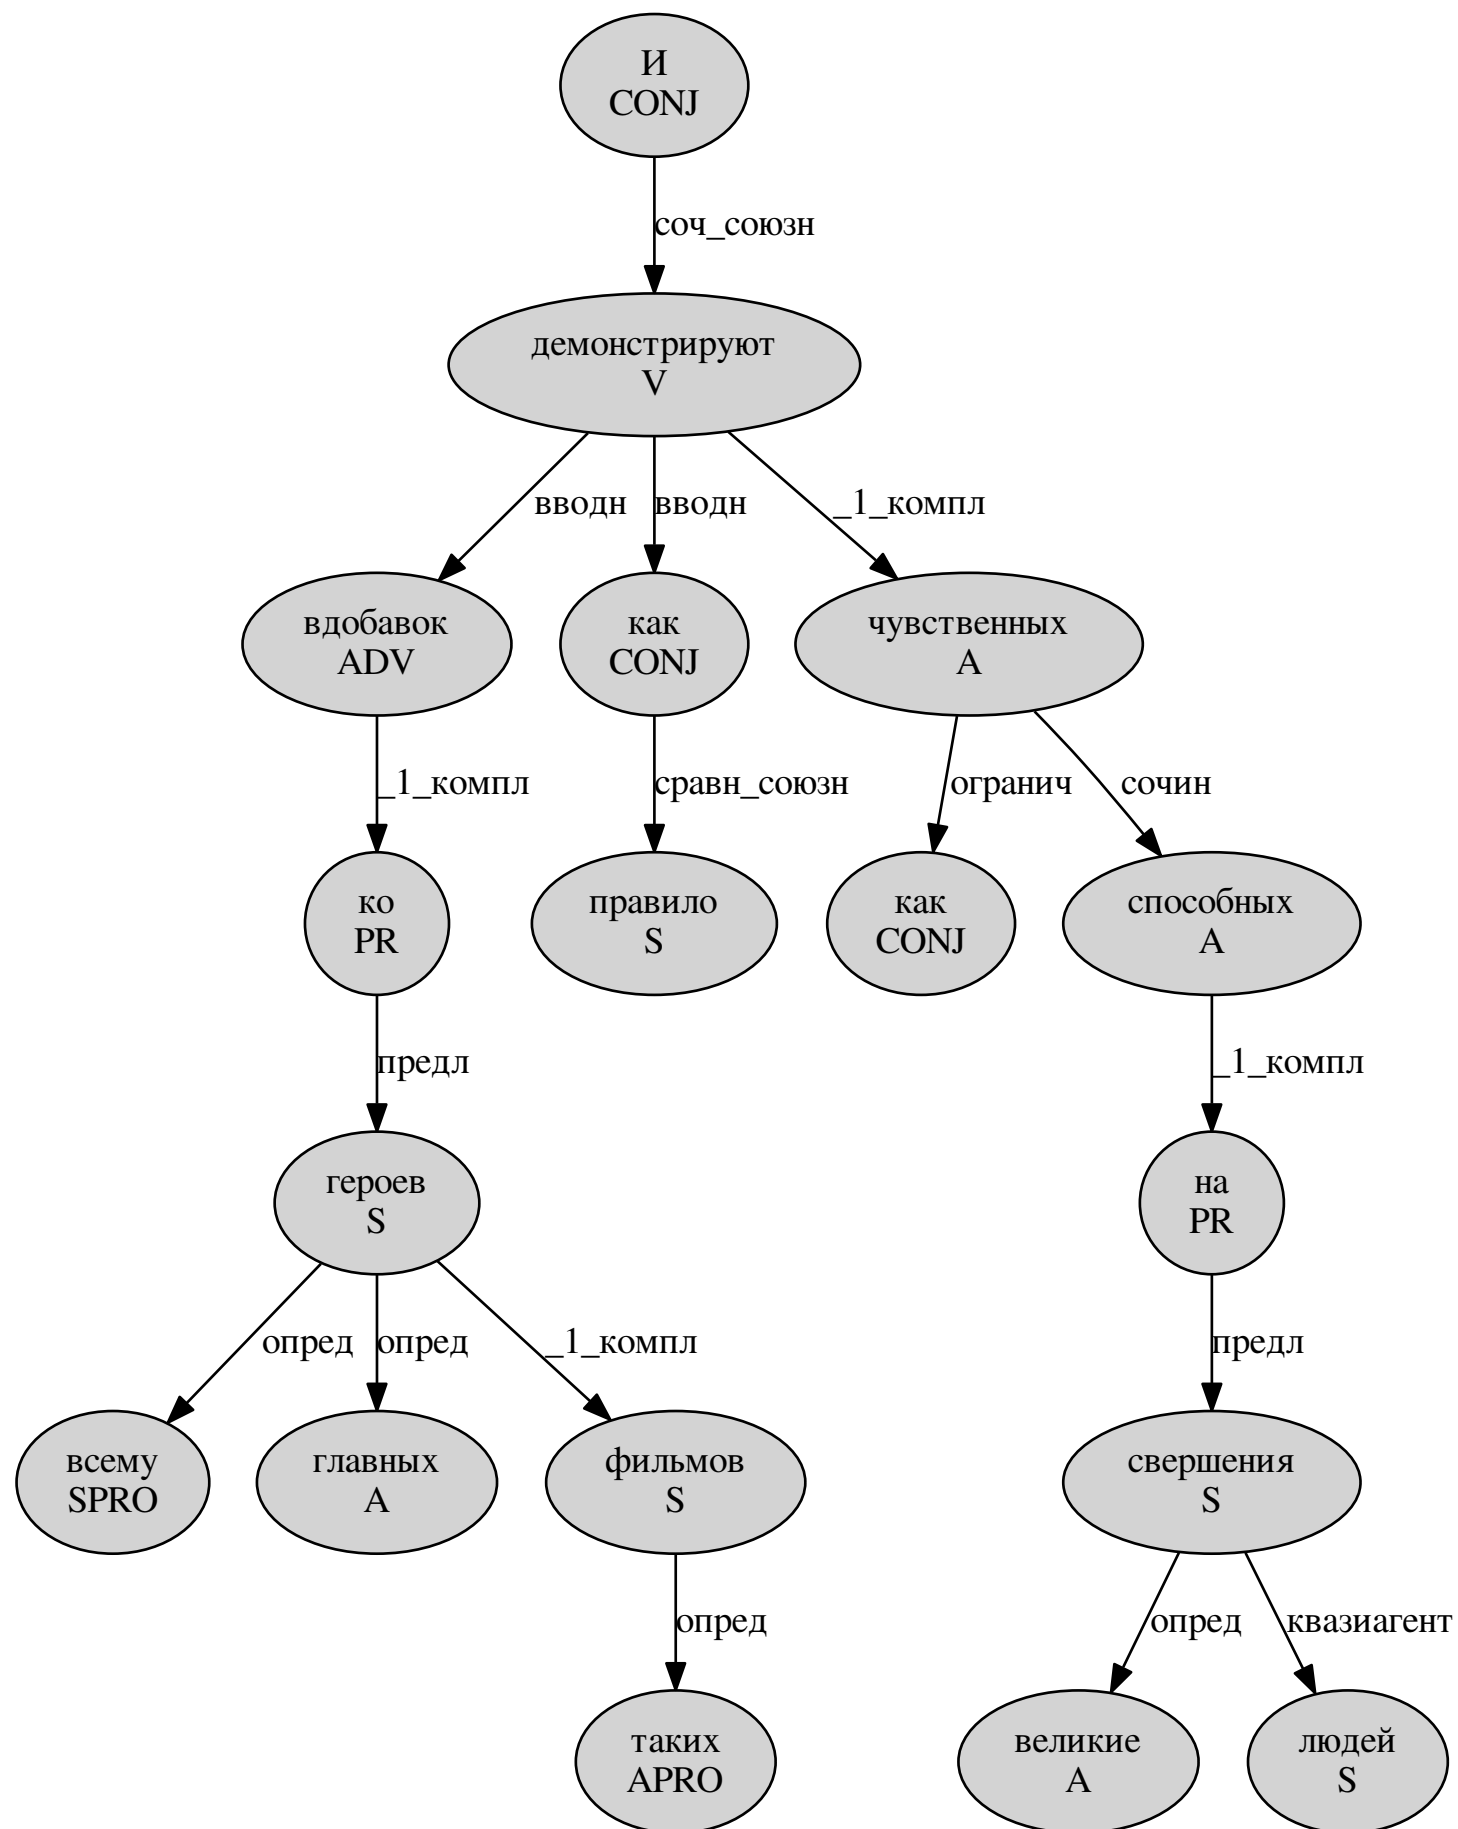 И
CONJ
соч_союзн
демонстрируют
V
вводн
вводн
_1_компл
вдобавок
ADV
как
CONJ
чувственных
A
_1_компл
сравн_союзн
огранич
сочин
ко
PR
правило
S
как
CONJ
способных
A
предл
_1_компл
героев
S
на
PR
опред
опред
_1_компл
предл
всему
SPRO
главных
A
фильмов
S
свершения
S
опред
опред
квазиагент
таких
APRO
великие
A
людей
S